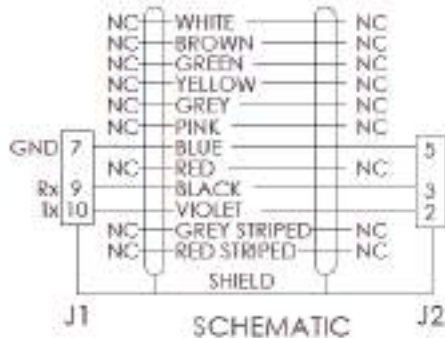 NC WHITE NC
NC BROWN NC
NC GREEN NC
NC YELLOW NC
NC GREY NC
NC PINK NC
GND 7 BLUE 5
NC RED NC
Rx 9 BLACK 3
Tx 10 VIOLET 2
NC GREY STRIPED NC
NC RED STRIPED NC
SHIELD
J1 J2
SCHEMATIC